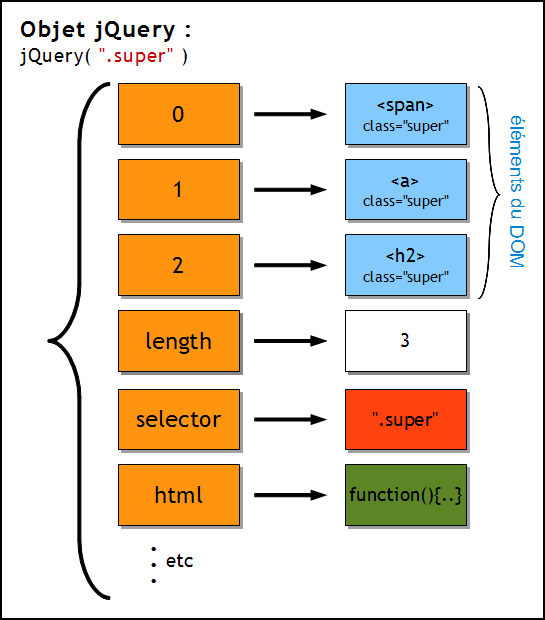 Objet jQuery :
jQuery( ".super" )
0
<span>
class="super"
1
<a>
class="super"
2
<h2>
class="super"
éléments du DOM
length
3
selector
".super"
html
function(){..}
etc